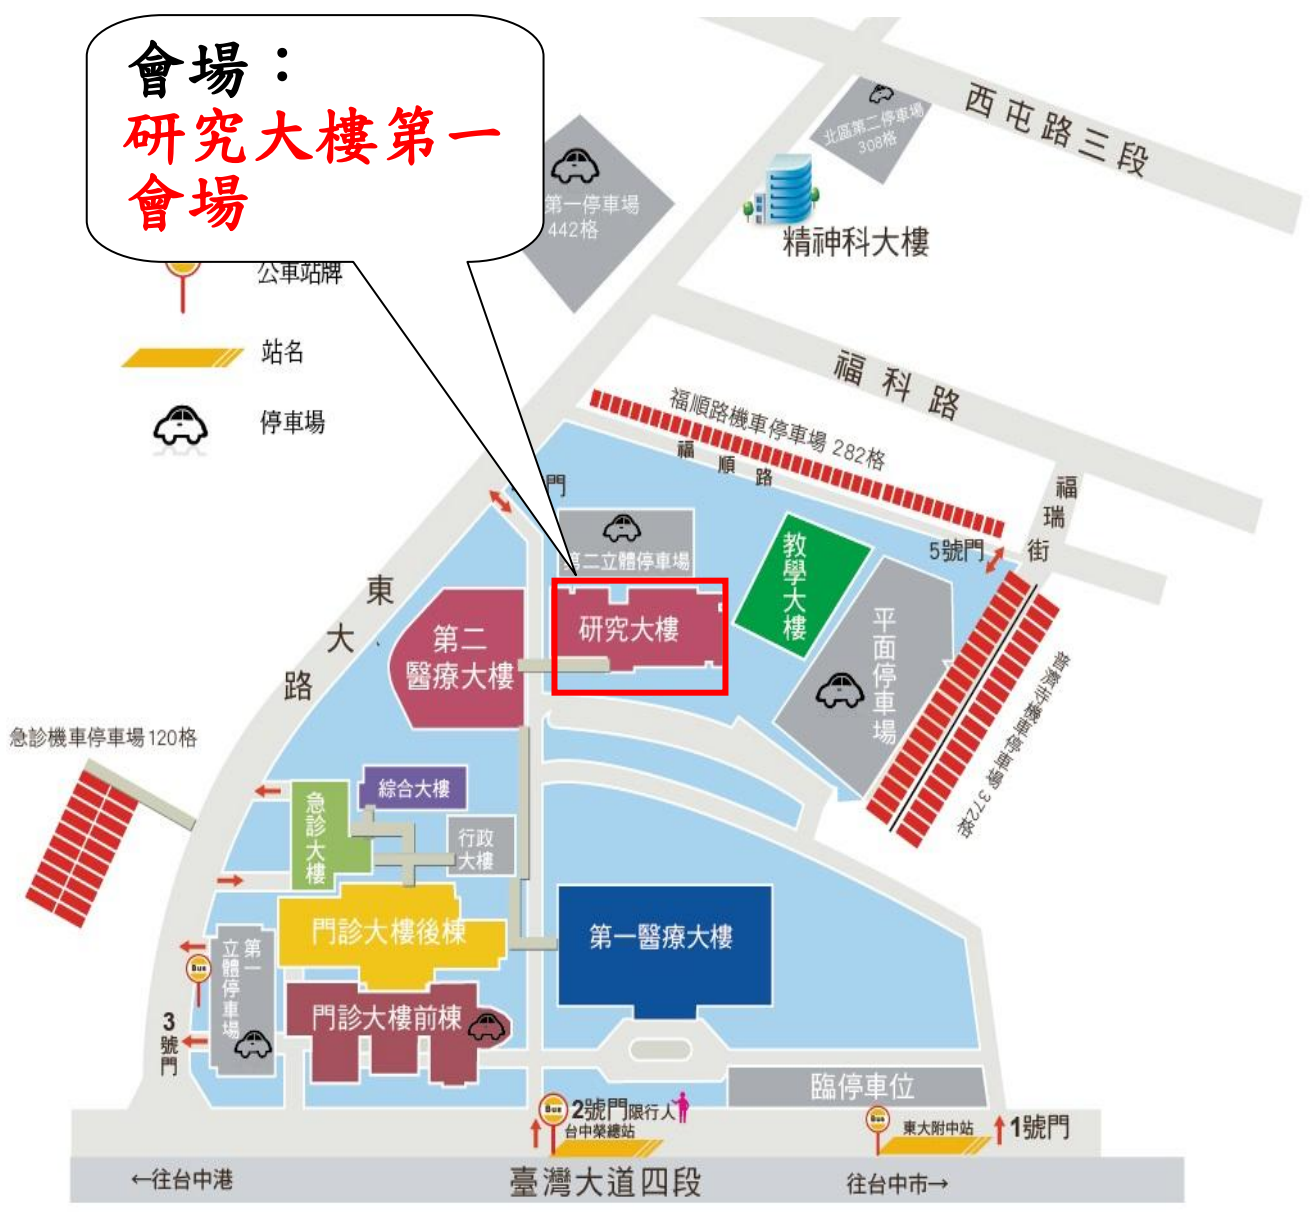 會場：
研究大樓第一
會場
公車站牌
站名
停車場
第一停車場
442格
北區第二停車場
308格
西屯路三段
精神科大樓
福科路
福順路機車停車場 282格
福順路
福瑞街
門
5號門
第二立體停車場
教學大樓
研究大樓
平面停車場
普濟寺機車停車場 372格
東大路
第二
醫療大樓
急診機車停車場120格
綜合大樓
急診大樓
行政
大樓
門診大樓後棟
第一醫療大樓
第一
立體停車場
門診大樓前棟
3號門
Bus
臨停車位
Bus
2號門限行人
台中榮總站
Bus
東大附中站
1號門
←往台中港
臺灣大道四段
往台中市→